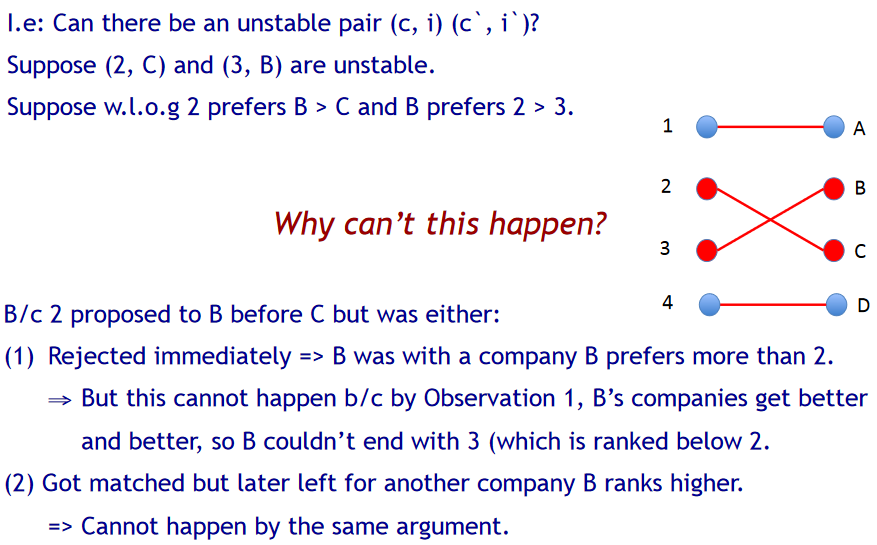 I.e: Can there be an unstable pair (c, i) (c`, i`)?
Suppose (2, C) and (3, B) are unstable.
Suppose w.l.o.g 2 prefers B > C and B prefers 2 > 3.
1
A
2
B
Why can't this happen?
3
C
4
D
B/c 2 proposed to B before C but was either:
(1) Rejected immediately => B was with a company B prefers more than 2.
⇒ But this cannot happen b/c by Observation 1, B's companies get better
and better, so B couldn't end with 3 (which is ranked below 2.
(2) Got matched but later left for another company B ranks higher.
=> Cannot happen by the same argument.